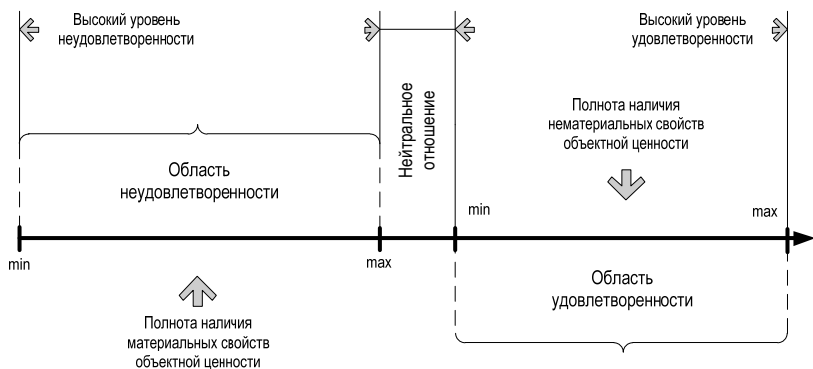 Высокий уровень
неудовлетворенности
Высокий уровень
удовлетворенности
Нейтральное
отношение
Полнота наличия
нематериальных свойств
объектной ценности
Область
неудовлетворенности
min
max
min
max
Область
удовлетворенности
Полнота наличия
материальных свойств
объектной ценности